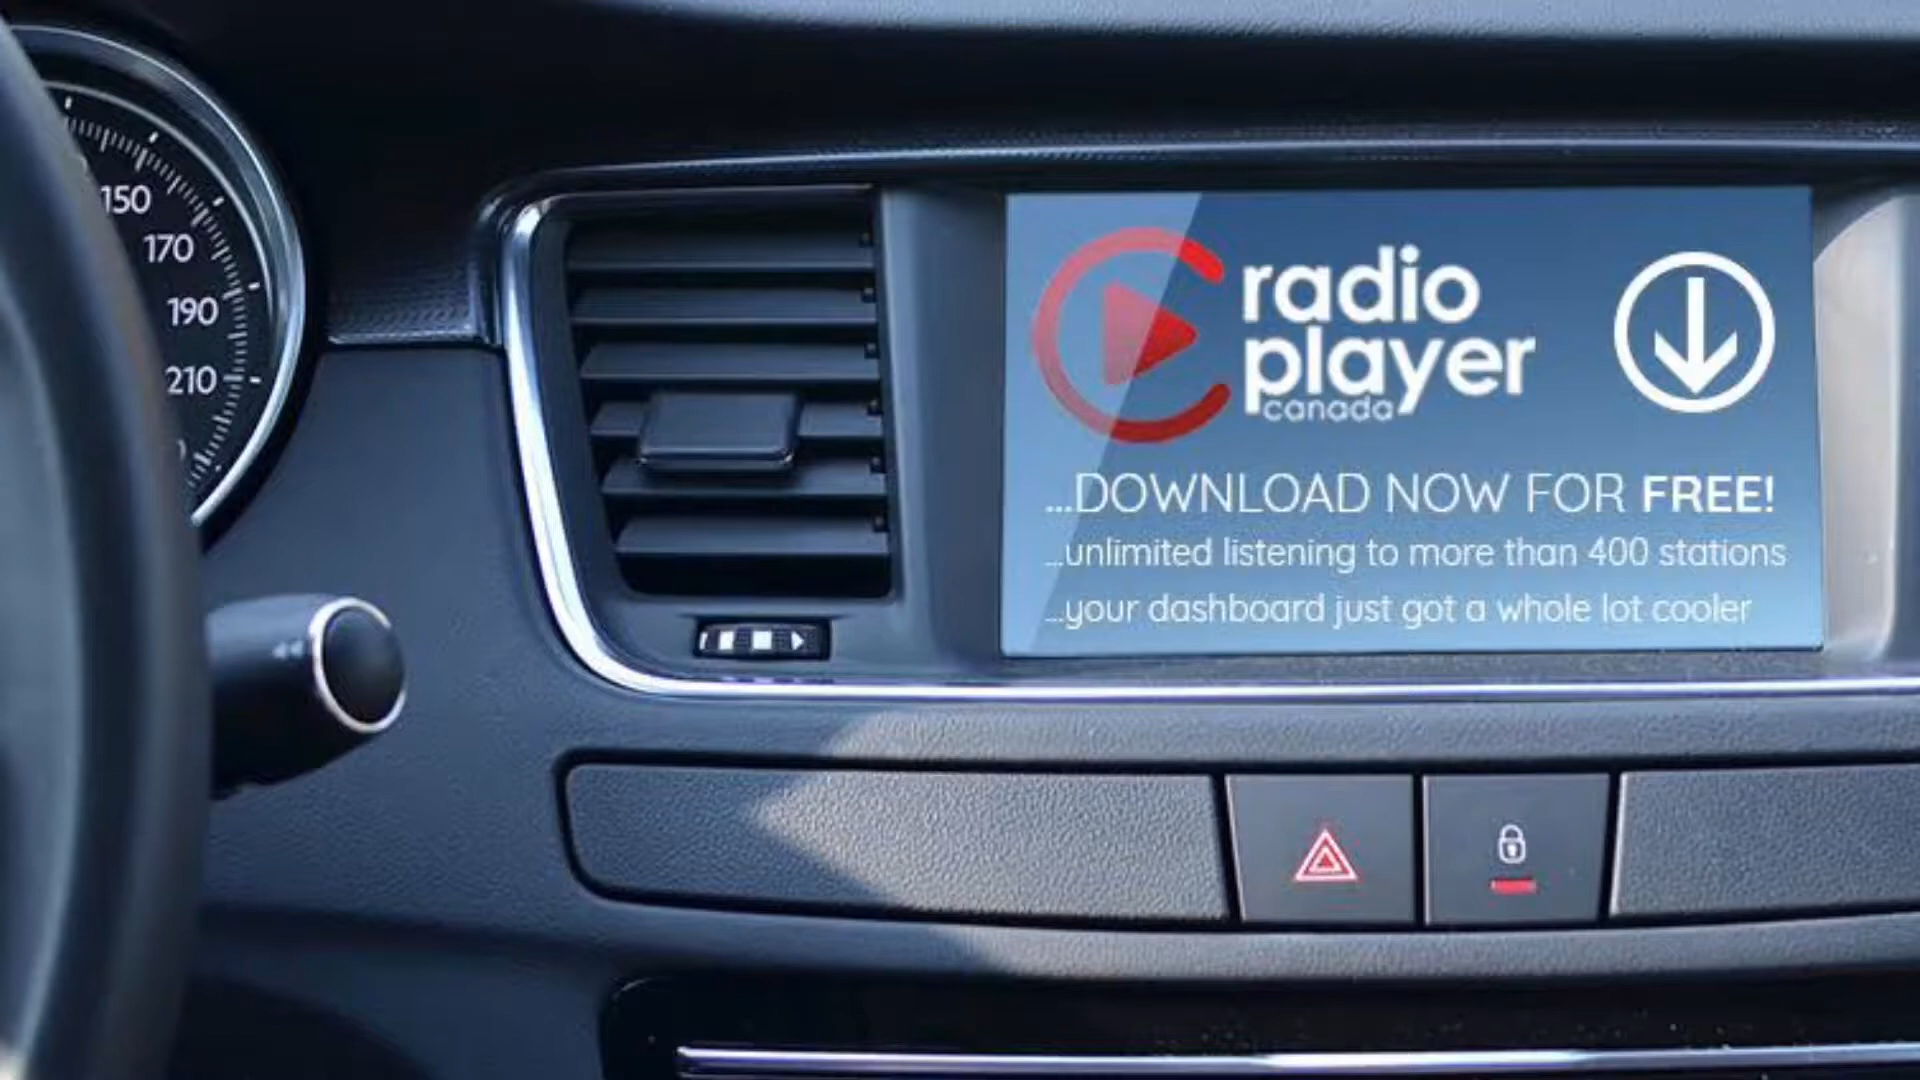 150
170
190
210
radio
player
canada
...DOWNLOAD NOW FOR FREE!
...unlimited listening to more than 400 stations
...your dashboard just got a whole lot cooler